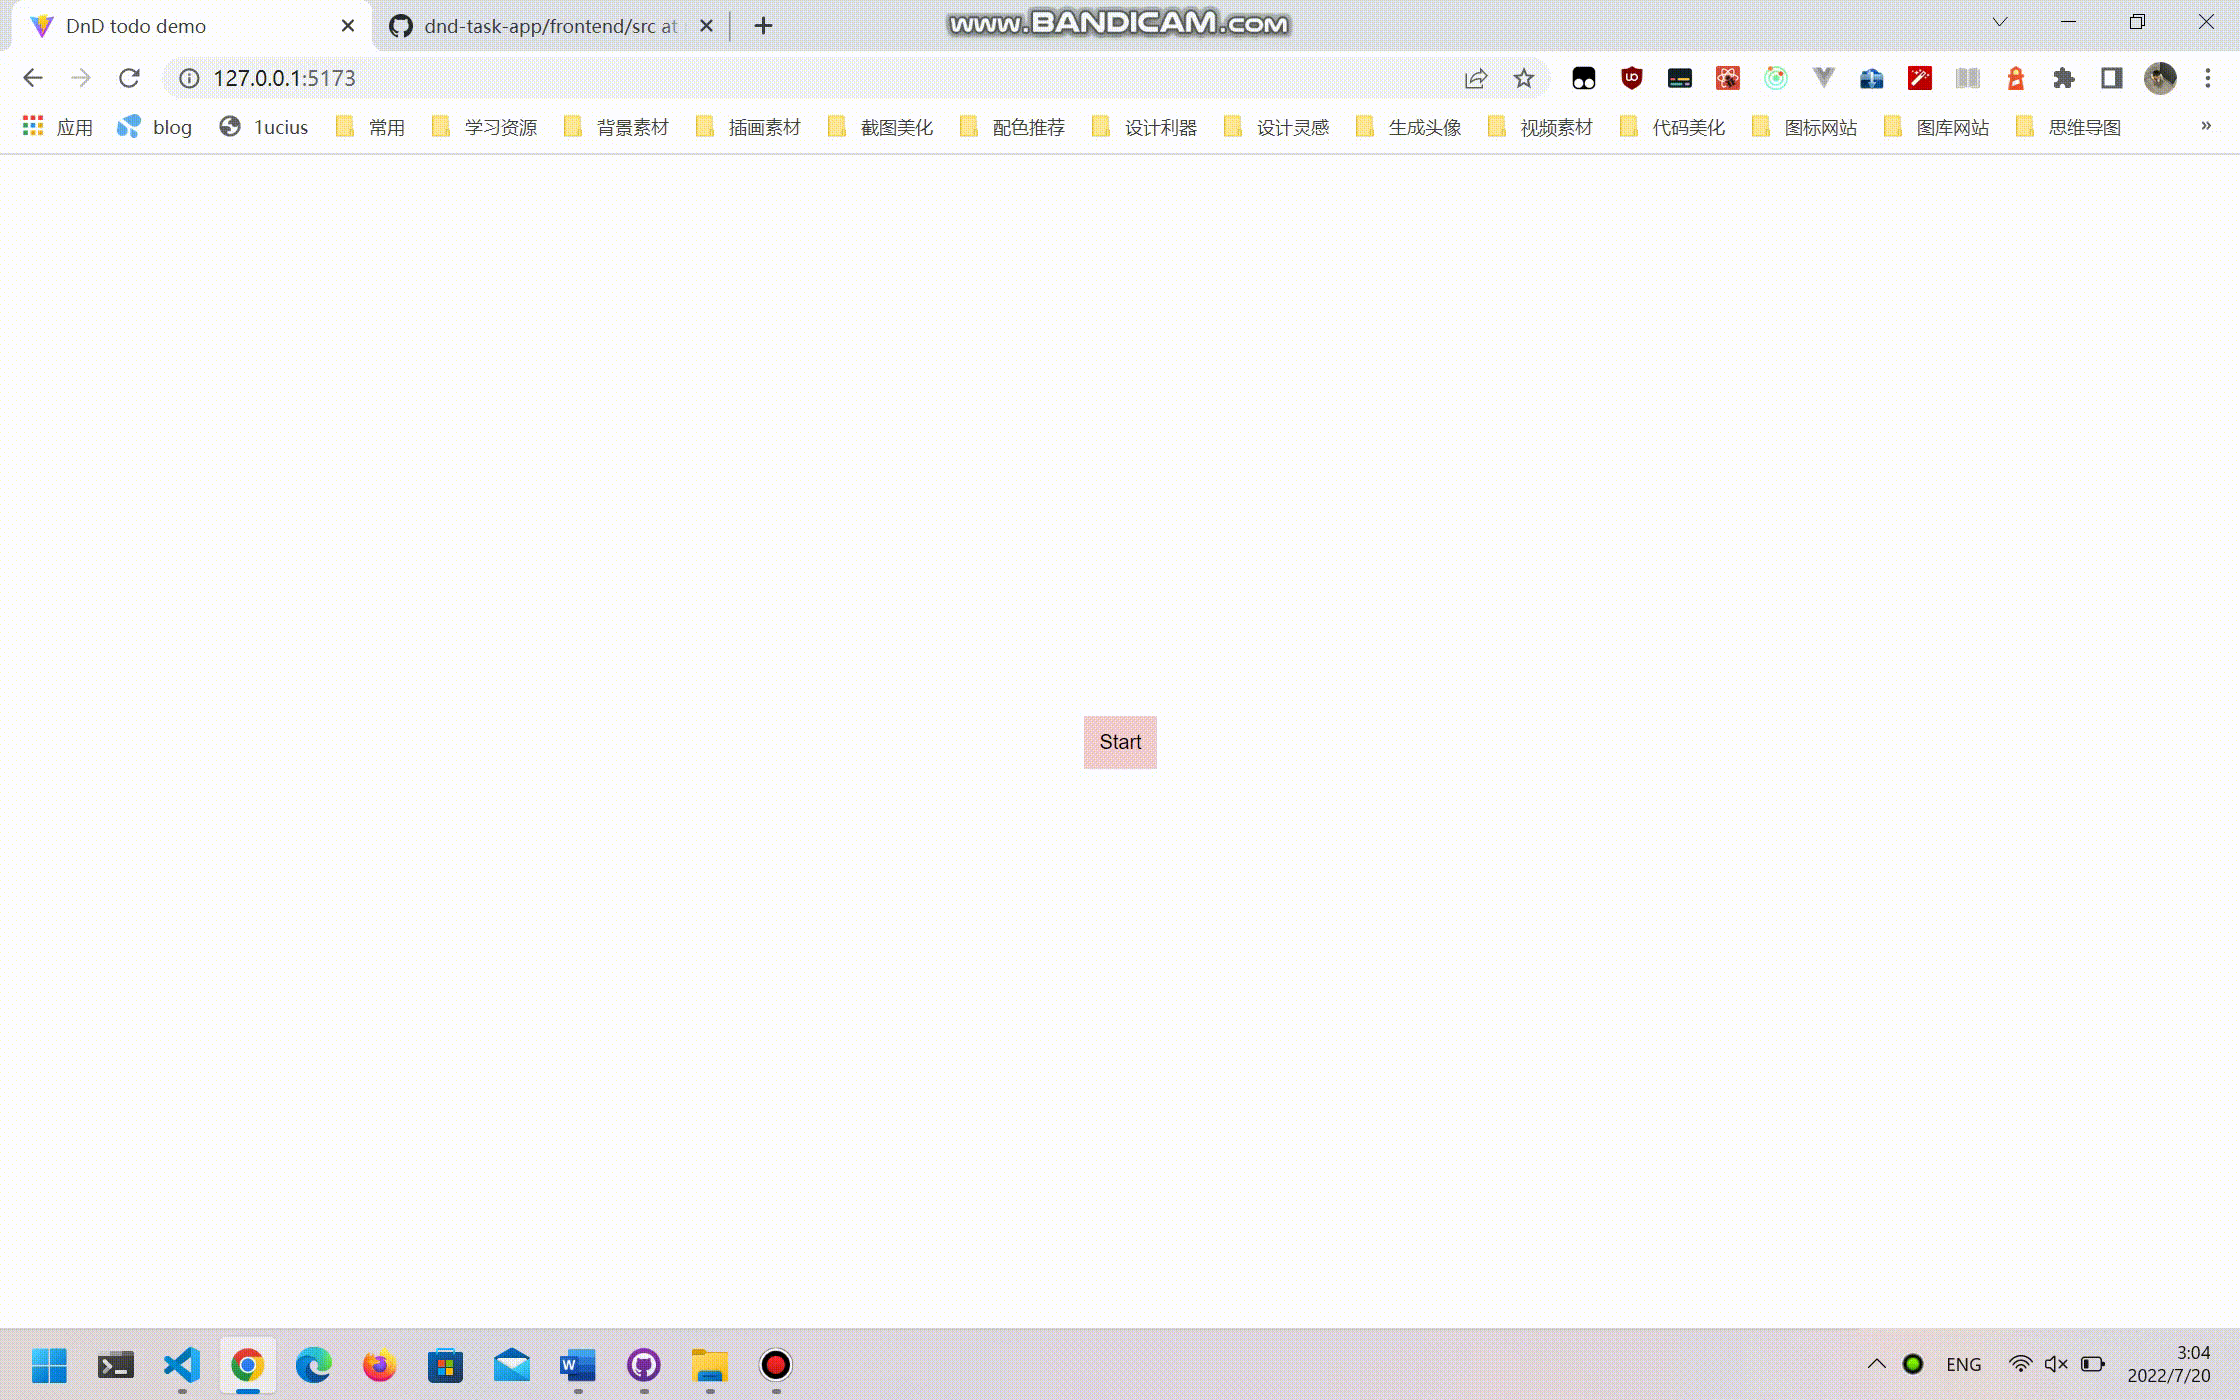 DnD todo demo
dnd-task-app/frontend/src at
www.BANDICAM.com
127.0.0.1:5173
应用 blog 1ucius 常用 学习资源 背景素材 插画素材 截图美化 配色推荐 设计利器 设计灵感 生成头像 视频素材 代码美化 图标网站 图库网站 思维导图 »
Start
ENG
3:04
2022/7/20